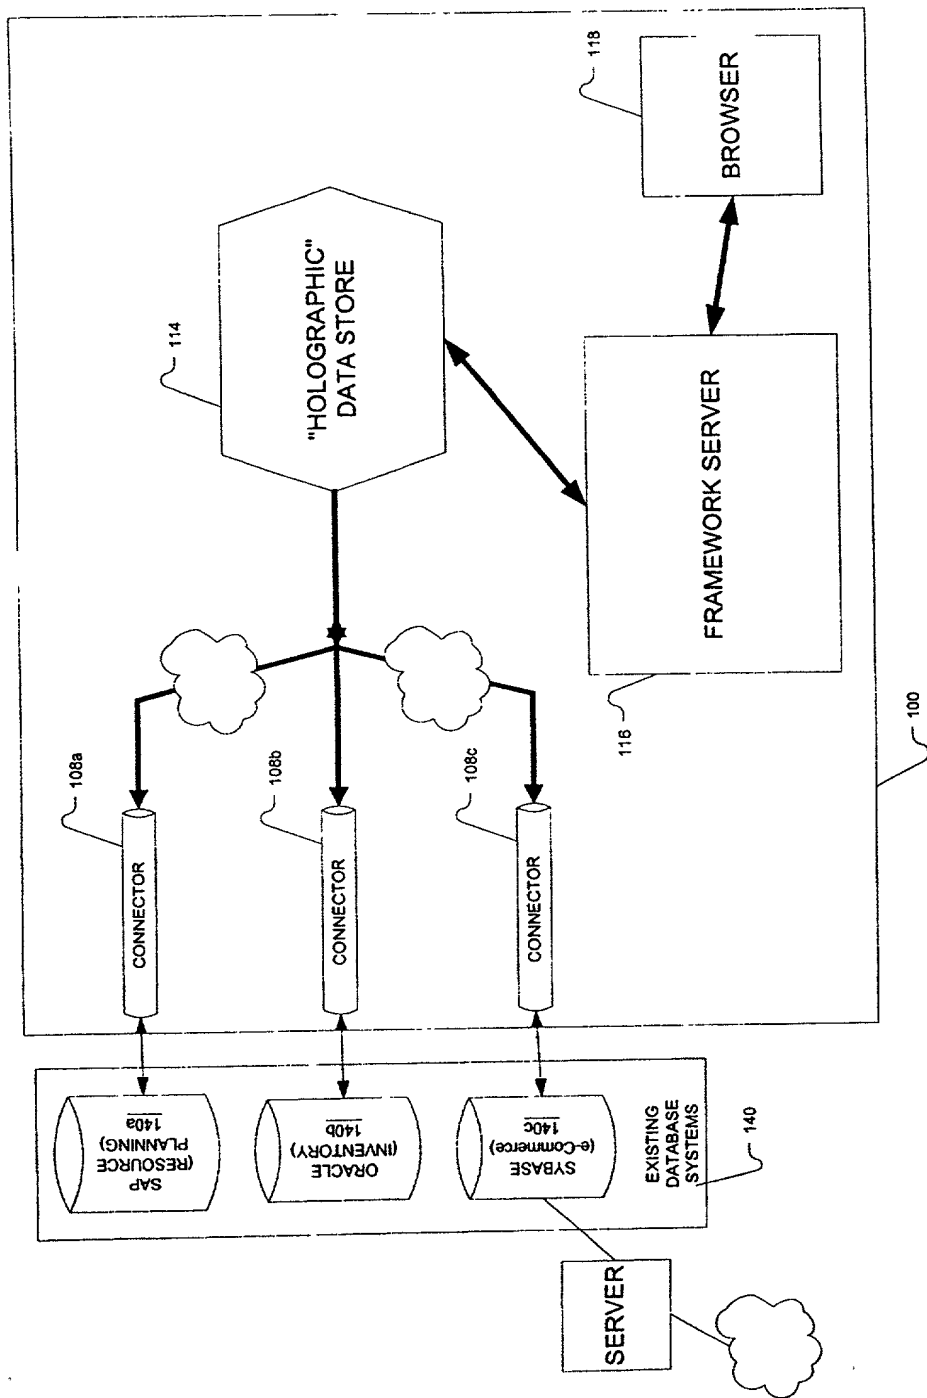 SAP
(RESOURCE
PLANNING)
140a
ORACLE
(INVENTORY)
140b
SYBASE
(e-Commerce)
140c
EXISTING
DATABASE
SYSTEMS
140
SERVER
CONNECTOR
108a
CONNECTOR
108b
CONNECTOR
108c
"HOLOGRAPHIC"
DATA STORE
114
FRAMEWORK SERVER
116
BROWSER
118
100